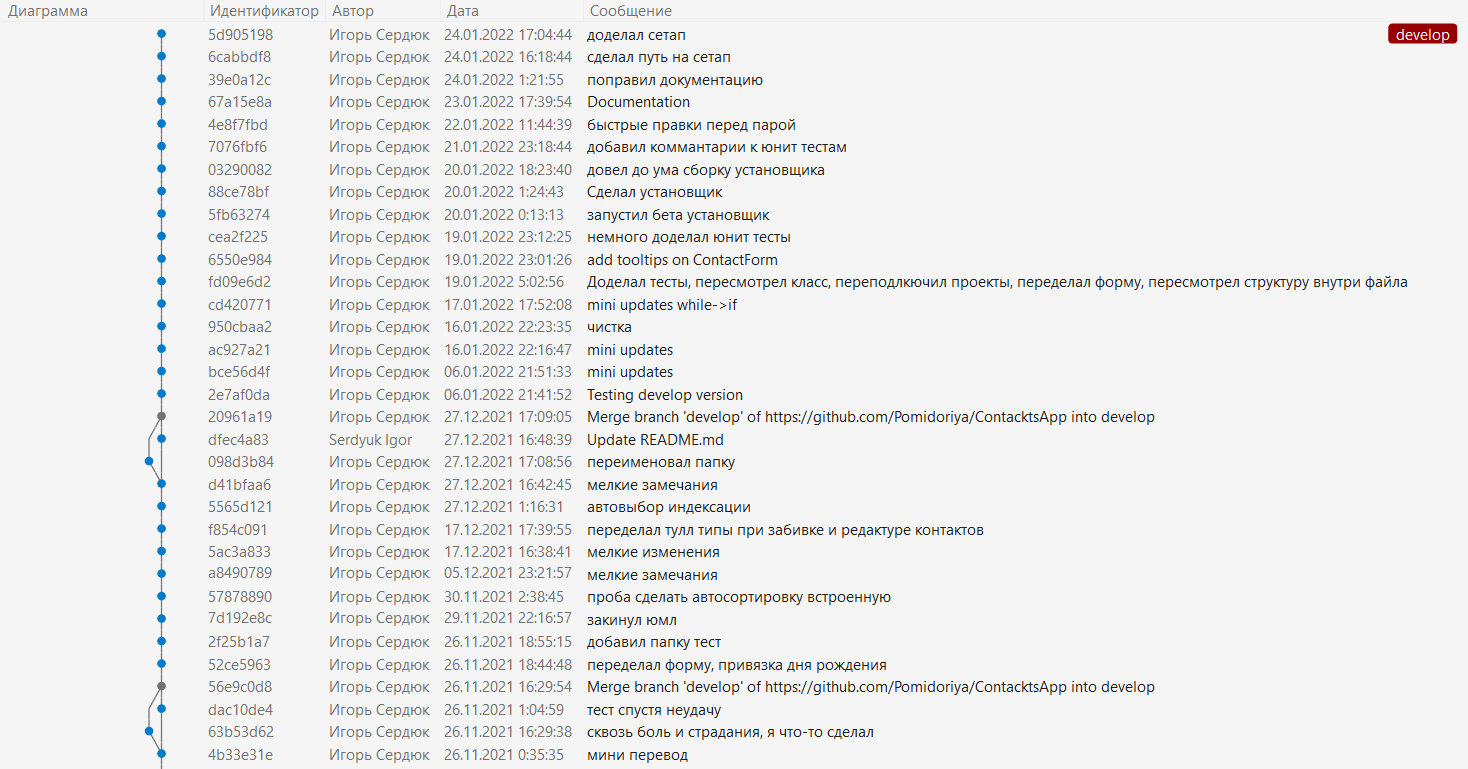 Диаграмма Идентификатор Автор Дата Сообщение
5d905198 Игорь Сердюк 24.01.2022 17:04:44 доделал сетап develop
6cabbdf8 Игорь Сердюк 24.01.2022 16:18:44 сделал путь на сетап
39e0a12c Игорь Сердюк 24.01.2022 1:21:55 поправил документацию
67a15e8a Игорь Сердюк 23.01.2022 17:39:54 Documentation
4e8f7fbd Игорь Сердюк 22.01.2022 11:44:39 быстрые правки перед парой
7076fbf6 Игорь Сердюк 21.01.2022 23:18:44 добавил коммантарии к юнит тестам
03290082 Игорь Сердюк 20.01.2022 18:23:40 довел до ума сборку установщика
88ce78bf Игорь Сердюк 20.01.2022 1:24:43 Сделал установщик
5fb63274 Игорь Сердюк 20.01.2022 0:13:13 запустил бета установщик
cea2f225 Игорь Сердюк 19.01.2022 23:12:25 немного доделал юнит тесты
6550e984 Игорь Сердюк 19.01.2022 23:01:26 add tooltips on ContactForm
fd09e6d2 Игорь Сердюк 19.01.2022 5:02:56 Доделал тесты, пересмотрел класс, переподлкючил проекты, переделал форму, пересмотрел структуру внутри файла
cd420771 Игорь Сердюк 17.01.2022 17:52:08 mini updates while->if
950cbaa2 Игорь Сердюк 16.01.2022 22:23:35 чистка
ac927a21 Игорь Сердюк 16.01.2022 22:16:47 mini updates
bce56d4f Игорь Сердюк 06.01.2022 21:51:33 mini updates
2e7af0da Игорь Сердюк 06.01.2022 21:41:52 Testing develop version
20961a19 Игорь Сердюк 27.12.2021 17:09:05 Merge branch 'develop' of https://github.com/Pomidoriya/ContacktsApp into develop
dfec4a83 Serdyuk Igor 27.12.2021 16:48:39 Update README.md
098d3b84 Игорь Сердюк 27.12.2021 17:08:56 переименовал папку
d41bfaa6 Игорь Сердюк 27.12.2021 16:42:45 мелкие замечания
5565d121 Игорь Сердюк 27.12.2021 1:16:31 автовыбор индексации
f854c091 Игорь Сердюк 17.12.2021 17:39:55 переделал тулл типы при забивке и редактуре контактов
5ac3a833 Игорь Сердюк 17.12.2021 16:38:41 мелкие изменения
a8490789 Игорь Сердюк 05.12.2021 23:21:57 мелкие замечания
57878890 Игорь Сердюк 30.11.2021 2:38:45 проба сделать автосортировку встроенную
7d192e8c Игорь Сердюк 29.11.2021 22:16:57 закинул юмл
2f25b1a7 Игорь Сердюк 26.11.2021 18:55:15 добавил папку тест
52ce5963 Игорь Сердюк 26.11.2021 18:44:48 переделал форму, привязка дня рождения
56e9c0d8 Игорь Сердюк 26.11.2021 16:29:54 Merge branch 'develop' of https://github.com/Pomidoriya/ContacktsApp into develop
dac10de4 Игорь Сердюк 26.11.2021 1:04:59 тест спустя неудачу
63b53d62 Игорь Сердюк 26.11.2021 16:29:38 сквозь боль и страдания, я что-то сделал
4b33e31e Игорь Сердюк 26.11.2021 0:35:35 мини перевод